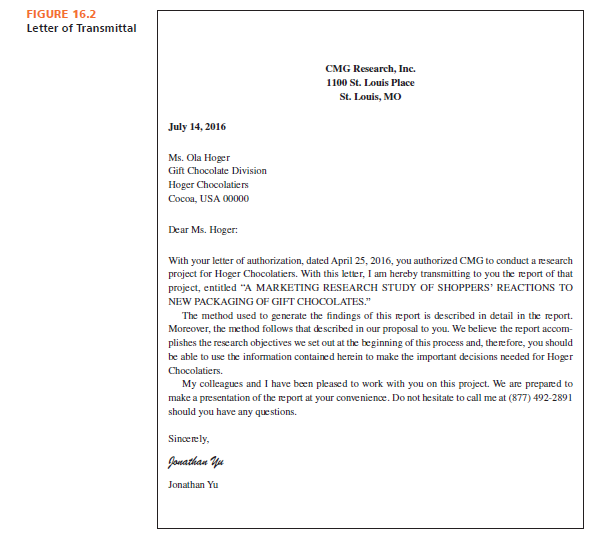 FIGURE 16.2
Letter of Transmittal
CMG Research, Inc.
1100 St. Louis Place
St. Louis, MO
July 14, 2016
Ms. Ola Hoger
Gift Chocolate Division
Hoger Chocolatiers
Cocoa, USA 00000
Dear Ms. Hoger:
With your letter of authorization, dated April 25, 2016, you authorized CMG to conduct a research
project for Hoger Chocolatiers. With this letter, I am hereby transmitting to you the report of that
project, entitled “A MARKETING RESEARCH STUDY OF SHOPPERS’ REACTIONS TO
NEW PACKAGING OF GIFT CHOCOLATES.”
The method used to generate the findings of this report is described in detail in the report.
Moreover, the method follows that described in our proposal to you. We believe the report accom-
plishes the research objectives we set out at the beginning of this process and, therefore, you should
be able to use the information contained herein to make the important decisions needed for Hoger
Chocolatiers.
My colleagues and I have been pleased to work with you on this project. We are prepared to
make a presentation of the report at your convenience. Do not hesitate to call me at (877) 492-2891
should you have any questions.
Sincerely,
Jonathan Yu
Jonathan Yu